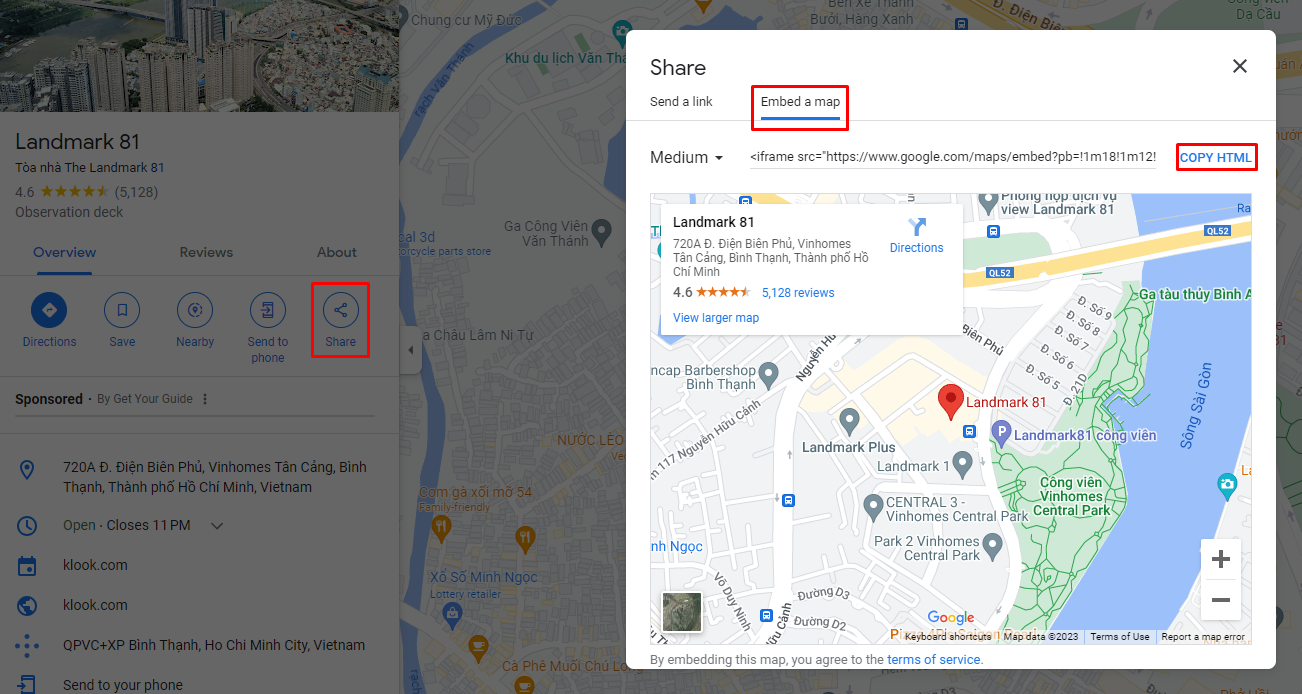 Landmark 81
Tòa nhà The Landmark 81
4.6
(5,128)
Observation deck
Overview
Reviews
About
Directions
Save
Nearby
Send to
phone
Share
Sponsored · By Get Your Guide
720A Đ. Điện Biên Phủ, Vinhomes Tân Cảng, Bình
Thạnh, Thành phố Hồ Chí Minh, Vietnam
Open · Closes 11 PM
klook.com
klook.com
QPVC+XP Bình Thạnh, Ho Chi Minh City, Vietnam
Send to your phone
Chung cư Mỹ Đức
rạch Văn Thánh
Khu du lịch Văn Thá
Bến Xe Thành
Bưởi, Hàng Xanh
Đ. Điện Biên
Công viên
Dạ Cầu
Ga Công Viên
Văn Thánh
cal 3d
orcycle parts store
a Châu Lâm Ni Tự
NƯỚC LÈO
Cơm gà xối mỡ 54
Family-friendly
Xổ Số Minh Ngọc
Lottery retailer
Cà Phê Muối Chú Long
Share
Send a link
Embed a map
Medium
<iframe src="https://www.google.com/maps/embed?pb=!1m18!1m12!
COPY HTML
Landmark 81
720A Đ. Điện Biên Phủ, Vinhomes
Tân Cảng, Bình Thạnh, Thành phố Hồ
Chí Minh
4.6
5,128 reviews
View larger map
Directions
Phòng họp dịch vụ
view Landmark 81
QL52
QL52
Ga tàu thủy Bình A
Đ. Số 9
Đ. Số 8
Đ. Số 7
Đ. Số 6
Đ. Số 5
Đ. 21D
Biên Phủ
Nguyễn Hữu
ncap Barbershop
Bình Thạnh
m 117 Nguyễn Hữu Cảnh
Landmark 81
P
Landmark81 công viên
Sông Sài Gòn
Landmark Plus
Landmark 1
Công viên
Vinhomes
Central Park
CENTRAL 3 -
Vinhomes Central Park
Park 2 Vinhomes
Central Park
nh Ngọc
Võ Duy Ninh
Hữu Cảnh
Đường D3
Đường D2
Google
Keyboard shortcuts
Map data ©2023
Terms of Use
Report a map error
By embedding this map, you agree to the terms of service.